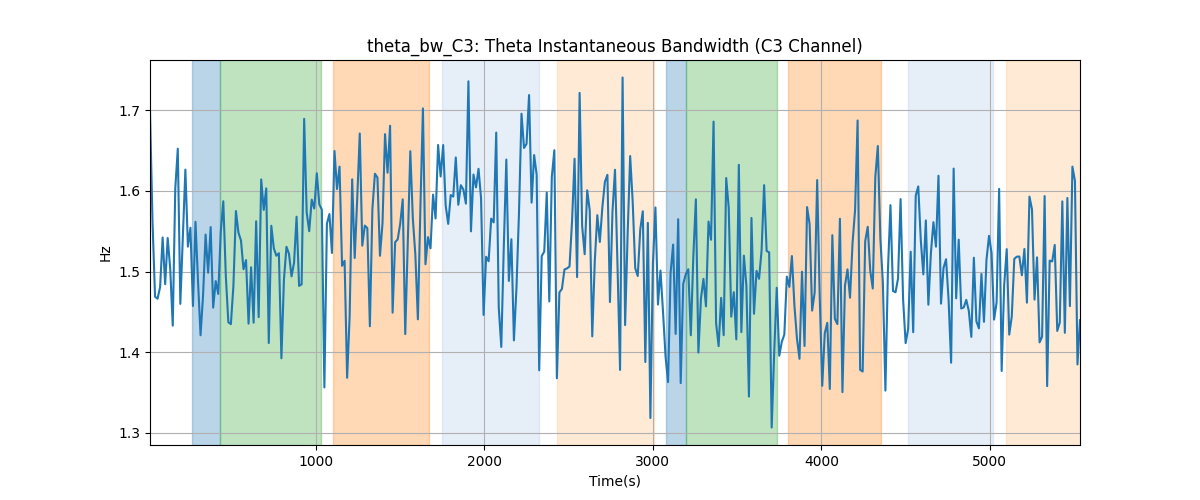 theta_bw_C3: Theta Instantaneous Bandwidth (C3 Channel)
Hz
1.7
1.6
1.5
1.4
1.3
1000 2000 3000 4000 5000
Time(s)